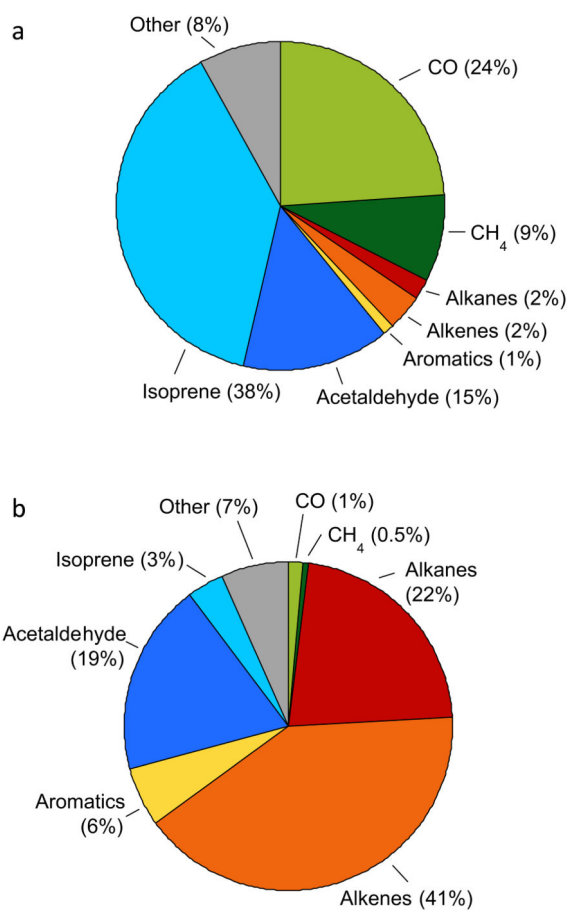 a
Other (8%)
CO (24%)
CH₄ (9%)
Alkanes (2%)
Alkenes (2%)
Aromatics (1%)
Acetaldehyde (15%)
Isoprene (38%)
b
Other (7%)
CO (1%)
CH₄ (0.5%)
Isoprene (3%)
Alkanes
(22%)
Acetaldehyde
(19%)
Aromatics
(6%)
Alkenes (41%)